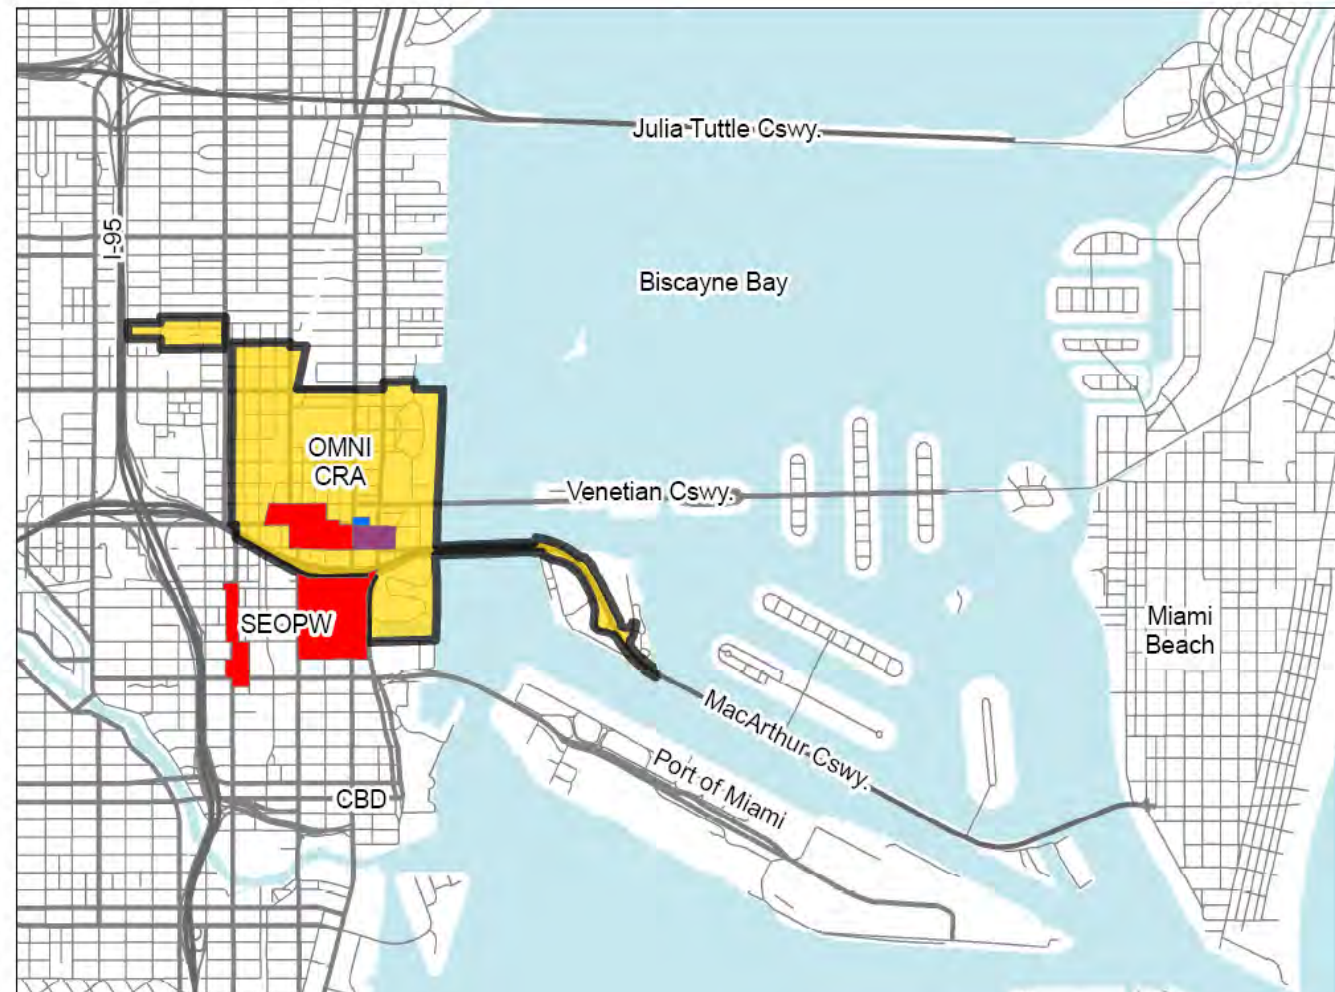 Julia Tuttle Cswy.
I-95
Biscayne Bay
OMNI
CRA
Venetian Cswy.
SEOPW
Miami
Beach
MacArthur Cswy.
Port of Miami
CBD